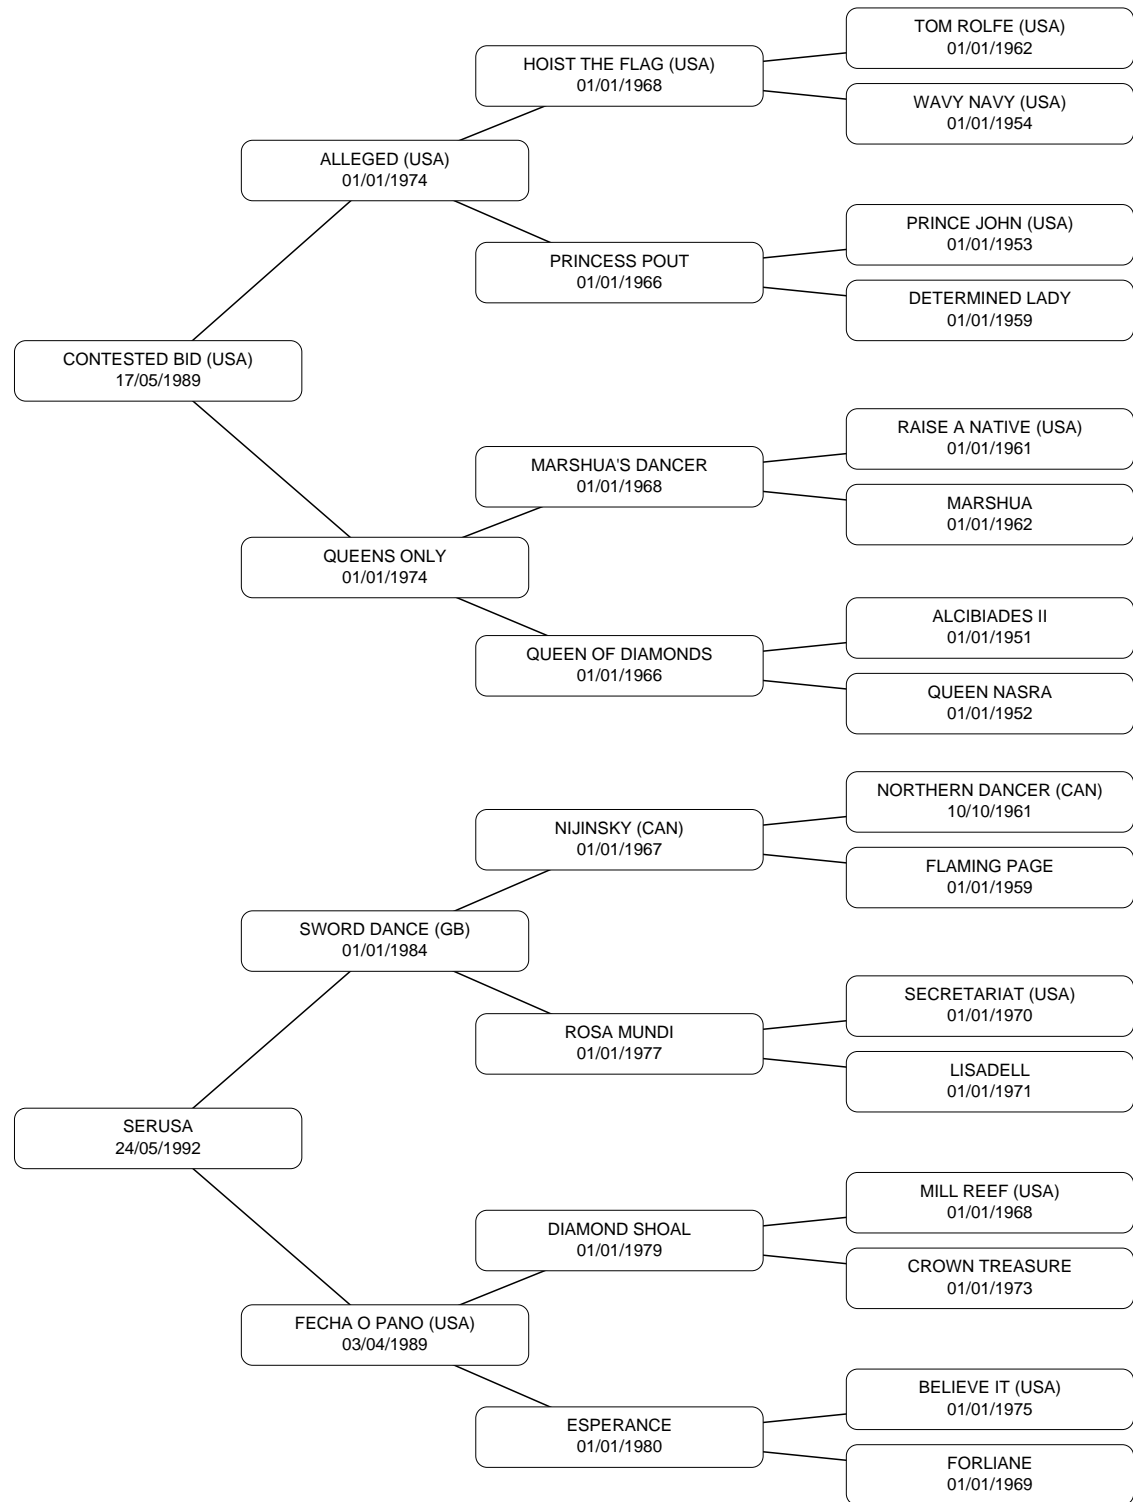 TOM ROLFE (USA)
01/01/1962
HOIST THE FLAG (USA)
01/01/1968
WAVY NAVY (USA)
01/01/1954
ALLEGED (USA)
01/01/1974
PRINCE JOHN (USA)
01/01/1953
PRINCESS POUT
01/01/1966
DETERMINED LADY
01/01/1959
CONTESTED BID (USA)
17/05/1989
RAISE A NATIVE (USA)
01/01/1961
MARSHUA'S DANCER
01/01/1968
MARSHUA
01/01/1962
QUEENS ONLY
01/01/1974
ALCIBIADES II
01/01/1951
QUEEN OF DIAMONDS
01/01/1966
QUEEN NASRA
01/01/1952
NORTHERN DANCER (CAN)
10/10/1961
NIJINSKY (CAN)
01/01/1967
FLAMING PAGE
01/01/1959
SWORD DANCE (GB)
01/01/1984
SECRETARIAT (USA)
01/01/1970
ROSA MUNDI
01/01/1977
LISADELL
01/01/1971
SERUSA
24/05/1992
MILL REEF (USA)
01/01/1968
DIAMOND SHOAL
01/01/1979
CROWN TREASURE
01/01/1973
FECHA O PANO (USA)
03/04/1989
BELIEVE IT (USA)
01/01/1975
ESPERANCE
01/01/1980
FORLIANE
01/01/1969